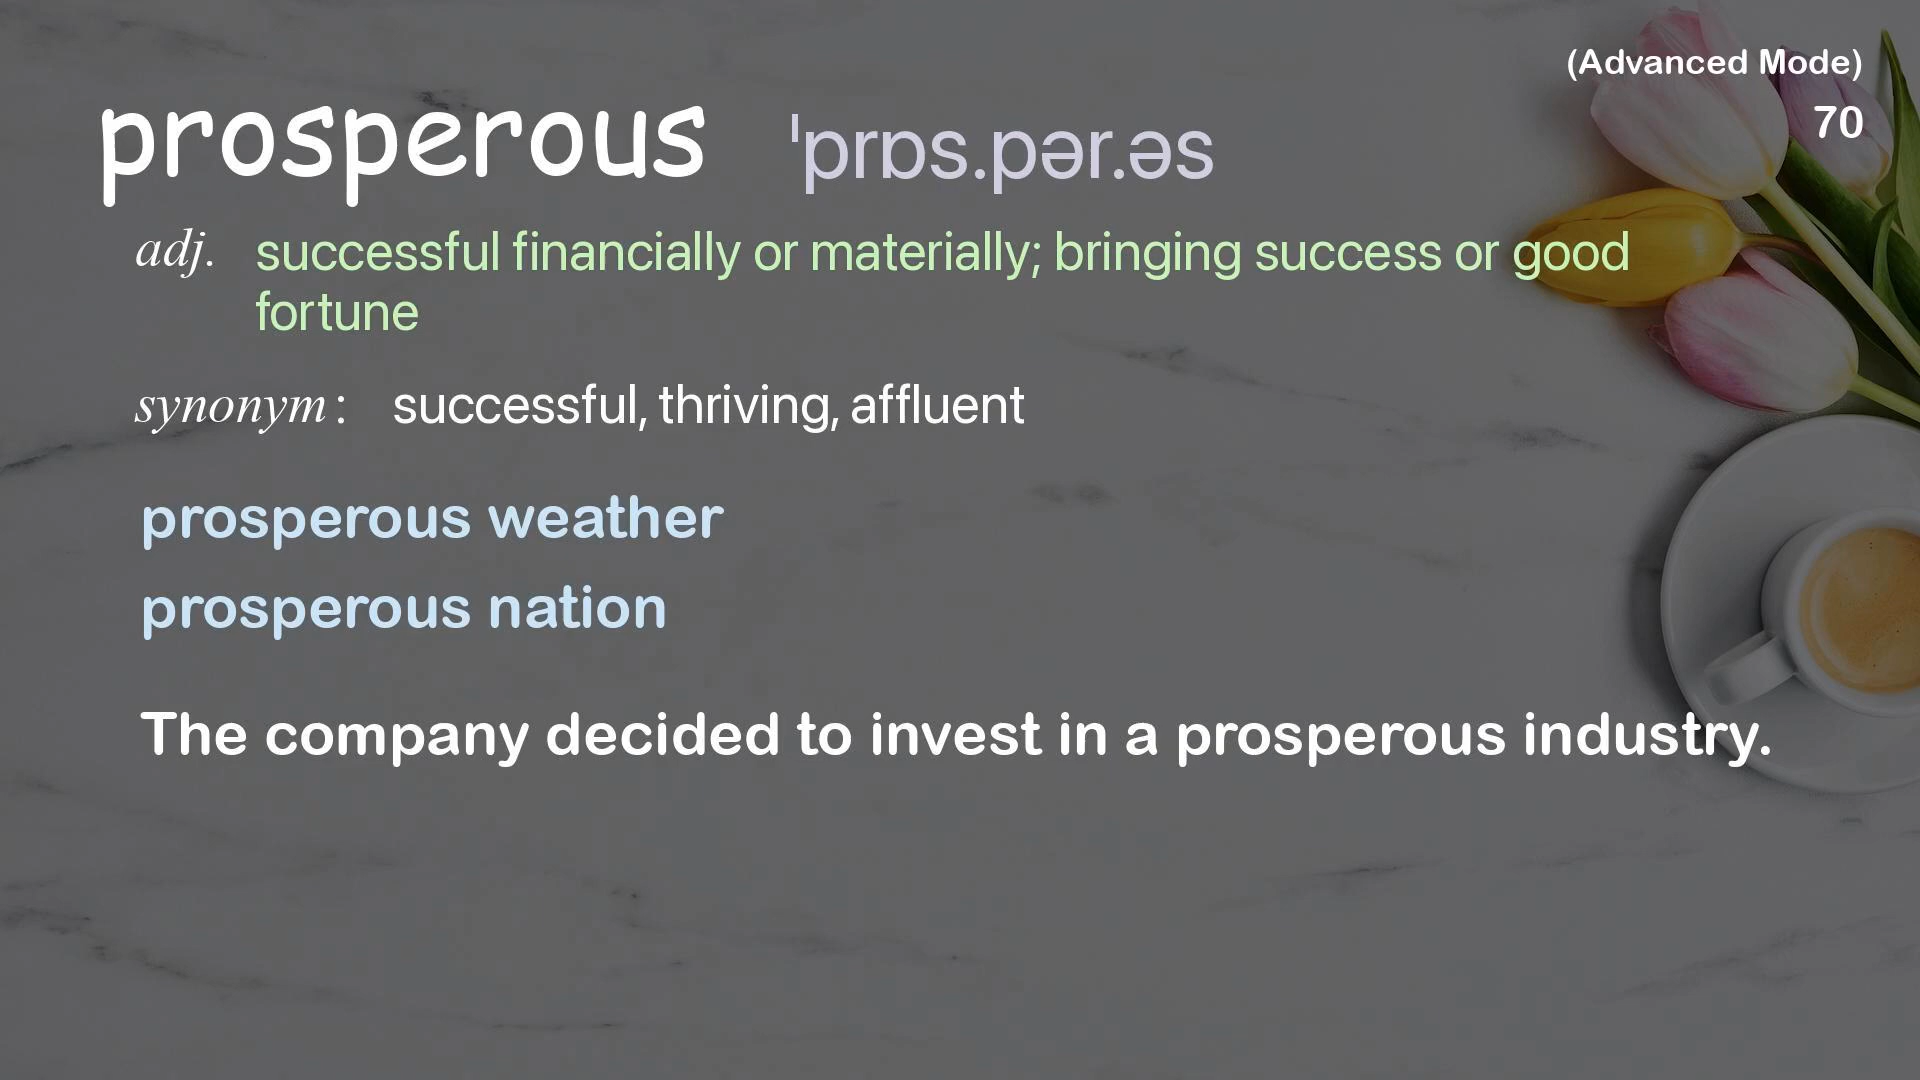 (Advanced Mode)
70
prosperous ˈprɒs.pər.əs
adj. successful financially or materially; bringing success or good
fortune
synonym : successful, thriving, affluent
prosperous weather
prosperous nation
The company decided to invest in a prosperous industry.